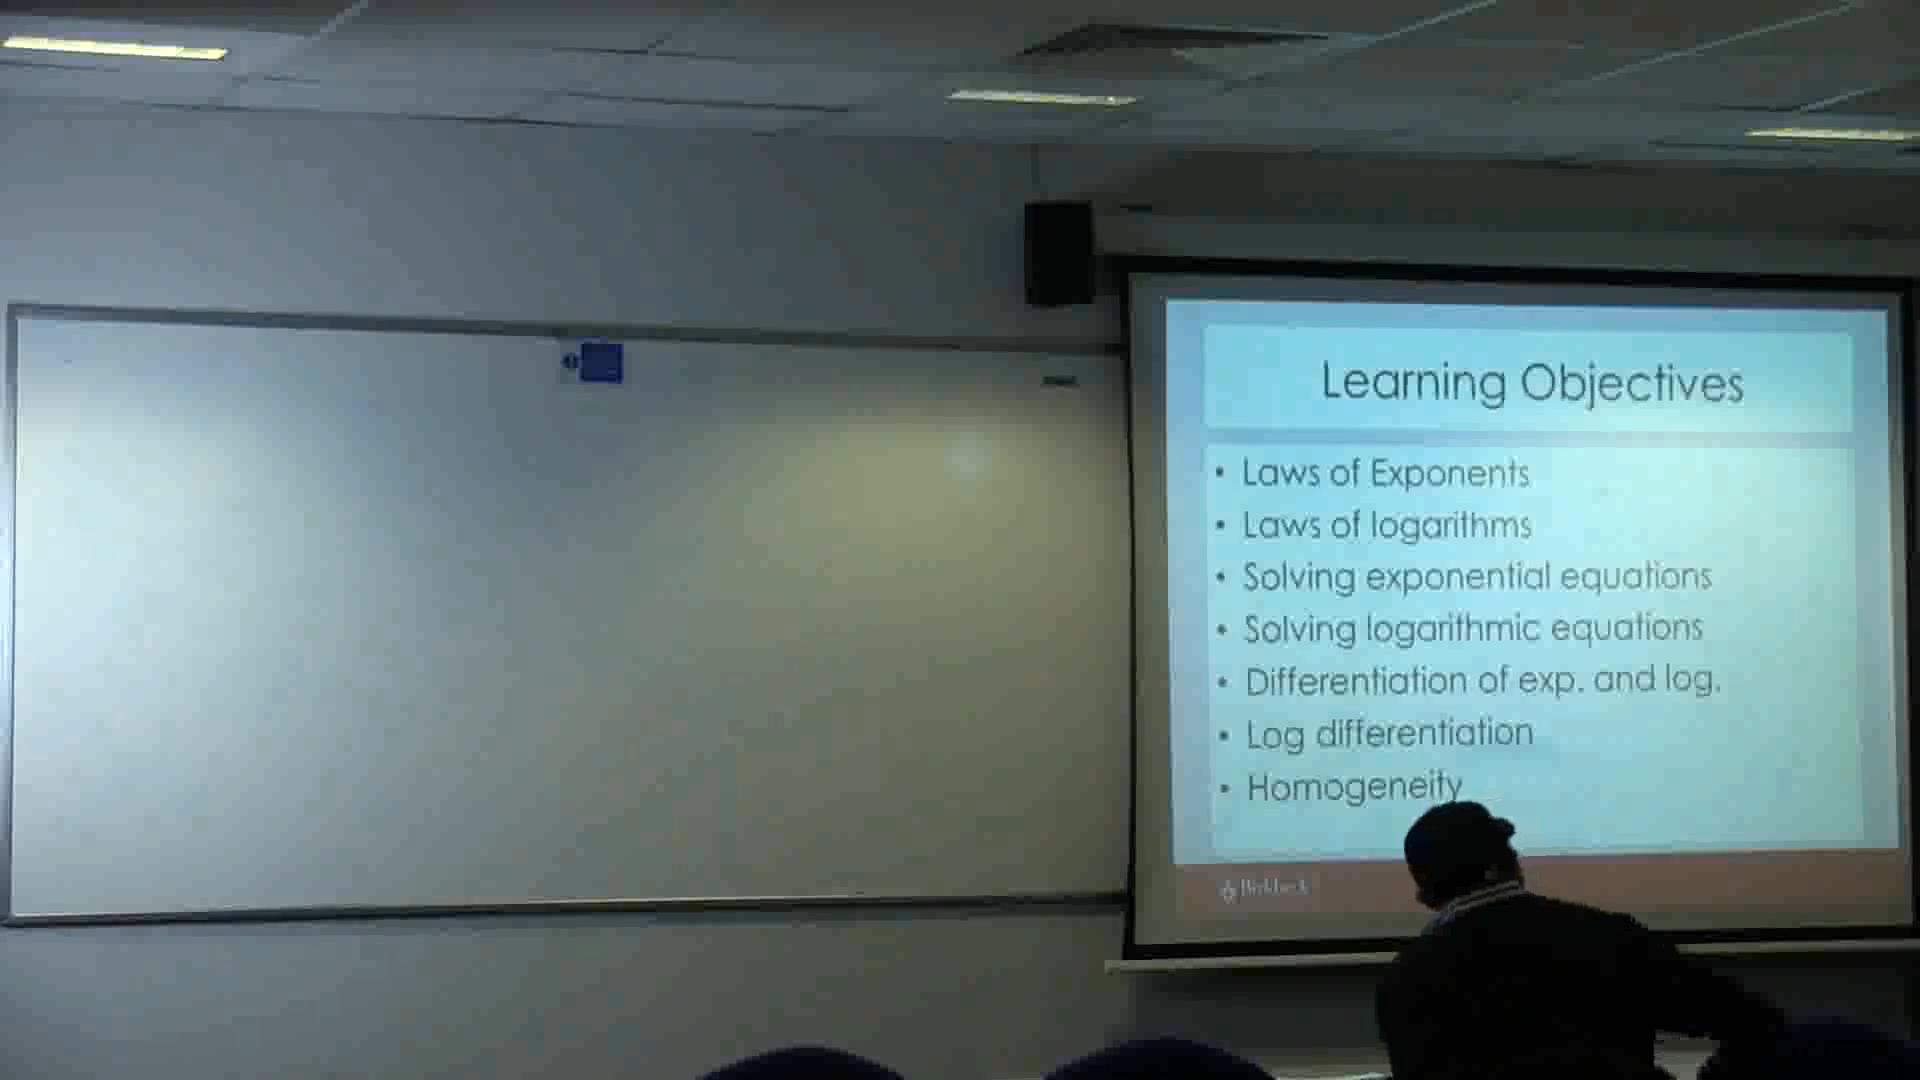 Learning Objectives
• Laws of Exponents
• Laws of logarithms
• Solving exponential equations
• Solving logarithmic equations
• Differentiation of exp. and log.
• Log differentiation
• Homogeneity
Birkbeck